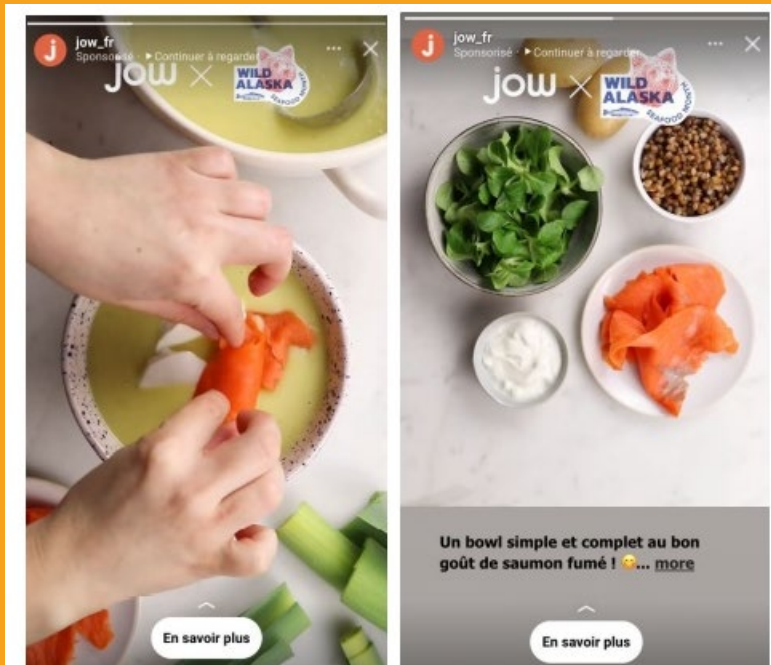 jow_fr
Sponsorisé · Continuer à regarder
jow × WILD ALASKA
SEAFOOD
En savoir plus
jow_fr
Sponsorisé · Continuer à regarder
jow × WILD ALASKA
SEAFOOD
Un bowl simple et complet au bon
goût de saumon fumé ! 😋... more
En savoir plus